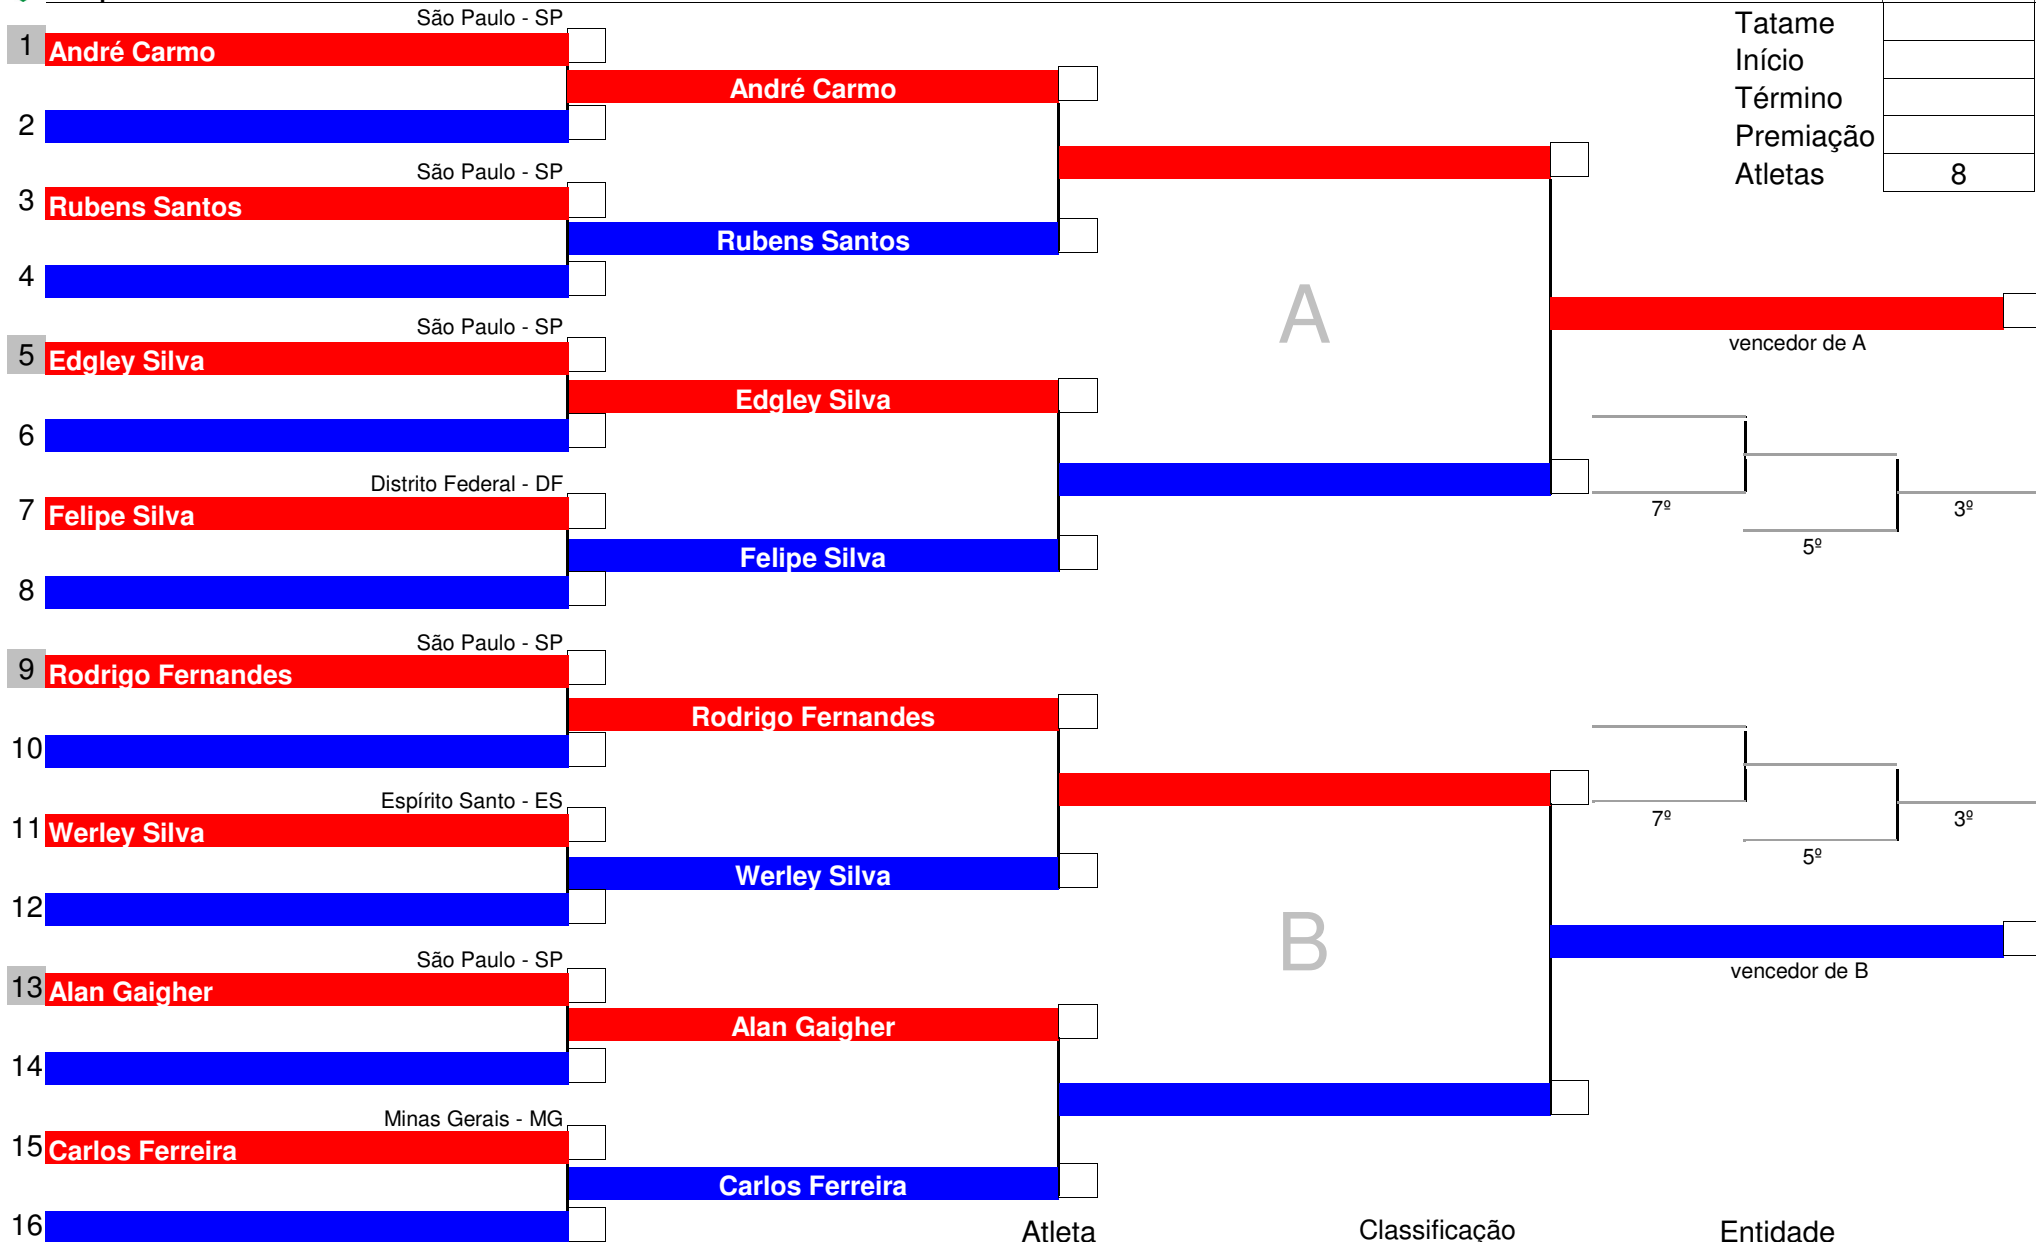 São Paulo - SP
1 André Carmo
André Carmo
2
São Paulo - SP
3 Rubens Santos
Rubens Santos
4
São Paulo - SP
5 Edgley Silva
Edgley Silva
6
Distrito Federal - DF
7 Felipe Silva
Felipe Silva
8
A
São Paulo - SP
9 Rodrigo Fernandes
Rodrigo Fernandes
10
Espírito Santo - ES
11 Werley Silva
Werley Silva
12
São Paulo - SP
13 Alan Gaigher
Alan Gaigher
14
Minas Gerais - MG
15 Carlos Ferreira
Carlos Ferreira
16
B
Tatame
Início
Término
Premiação
Atletas 8
vencedor de A
7º
3º
5º
7º
3º
5º
vencedor de B
Atleta Classificação Entidade